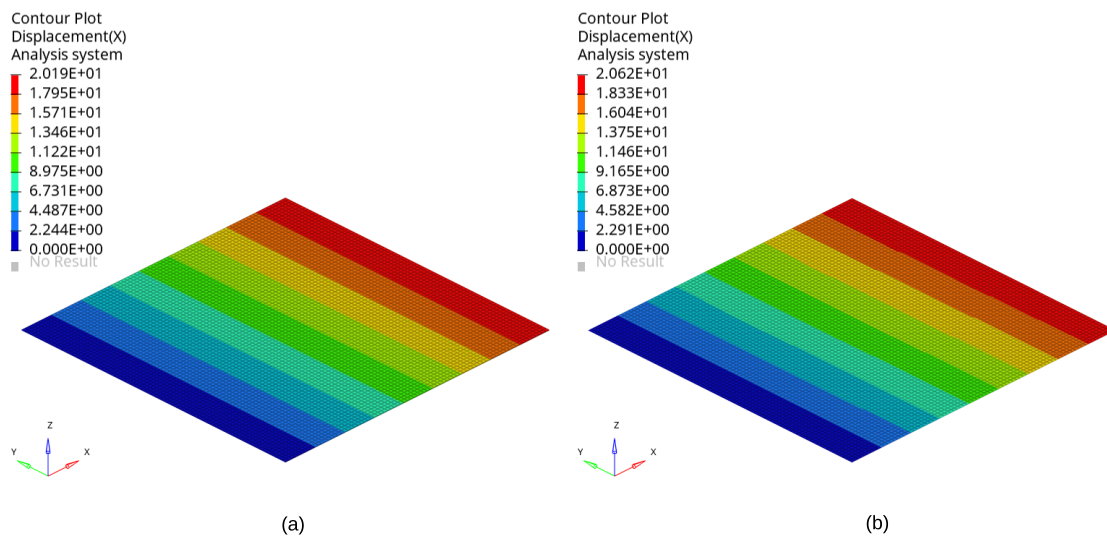 Contour Plot
Displacement(X)
Analysis system
2.019E+01
1.795E+01
1.571E+01
1.346E+01
1.122E+01
8.975E+00
6.731E+00
4.487E+00
2.244E+00
0.000E+00
No Result
Z
Y
X
(a)
Contour Plot
Displacement(X)
Analysis system
2.062E+01
1.833E+01
1.604E+01
1.375E+01
1.146E+01
9.165E+00
6.873E+00
4.582E+00
2.291E+00
0.000E+00
No Result
Z
Y
X
(b)